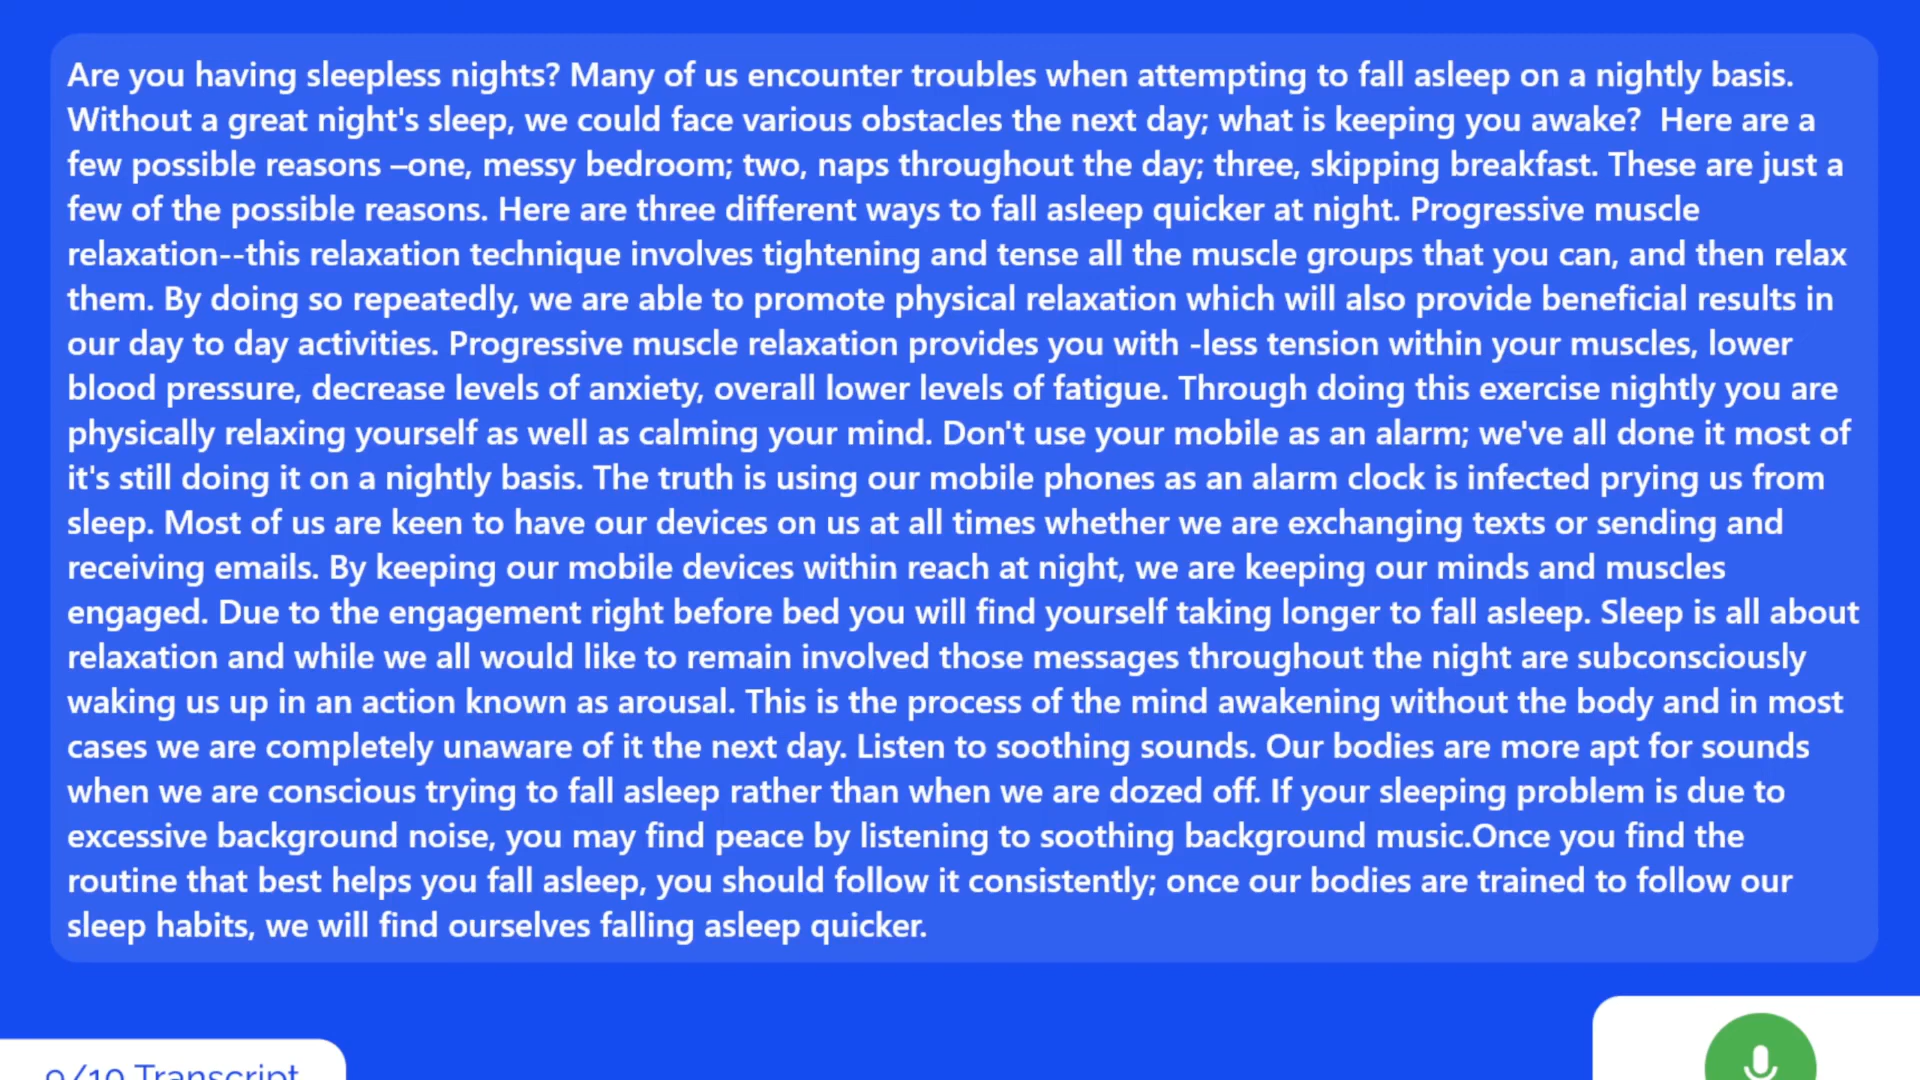 Are you having sleepless nights? Many of us encounter troubles when attempting to fall asleep on a nightly basis.
Without a great night's sleep, we could face various obstacles the next day; what is keeping you awake?  Here are a
few possible reasons –one, messy bedroom; two, naps throughout the day; three, skipping breakfast. These are just a
few of the possible reasons. Here are three different ways to fall asleep quicker at night. Progressive muscle
relaxation--this relaxation technique involves tightening and tense all the muscle groups that you can, and then relax
them. By doing so repeatedly, we are able to promote physical relaxation which will also provide beneficial results in
our day to day activities. Progressive muscle relaxation provides you with -less tension within your muscles, lower
blood pressure, decrease levels of anxiety, overall lower levels of fatigue. Through doing this exercise nightly you are
physically relaxing yourself as well as calming your mind. Don't use your mobile as an alarm; we've all done it most of
it's still doing it on a nightly basis. The truth is using our mobile phones as an alarm clock is infected prying us from
sleep. Most of us are keen to have our devices on us at all times whether we are exchanging texts or sending and
receiving emails. By keeping our mobile devices within reach at night, we are keeping our minds and muscles
engaged. Due to the engagement right before bed you will find yourself taking longer to fall asleep. Sleep is all about
relaxation and while we all would like to remain involved those messages throughout the night are subconsciously
waking us up in an action known as arousal. This is the process of the mind awakening without the body and in most
cases we are completely unaware of it the next day. Listen to soothing sounds. Our bodies are more apt for sounds
when we are conscious trying to fall asleep rather than when we are dozed off. If your sleeping problem is due to
excessive background noise, you may find peace by listening to soothing background music.Once you find the
routine that best helps you fall asleep, you should follow it consistently; once our bodies are trained to follow our
sleep habits, we will find ourselves falling asleep quicker.
9/10 Transcript